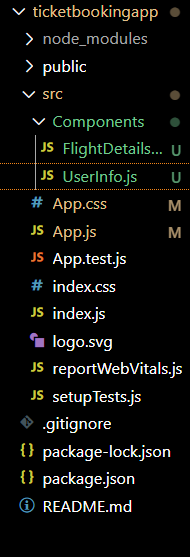 ticketbookingapp
node_modules
public
src
Components
JS FlightDetails... U
JS UserInfo.js U
# App.css M
JS App.js M
JS App.test.js
# index.css
JS index.js
logo.svg
JS reportWebVitals.js
JS setupTests.js
.gitignore
{} package-lock.json
{} package.json
README.md